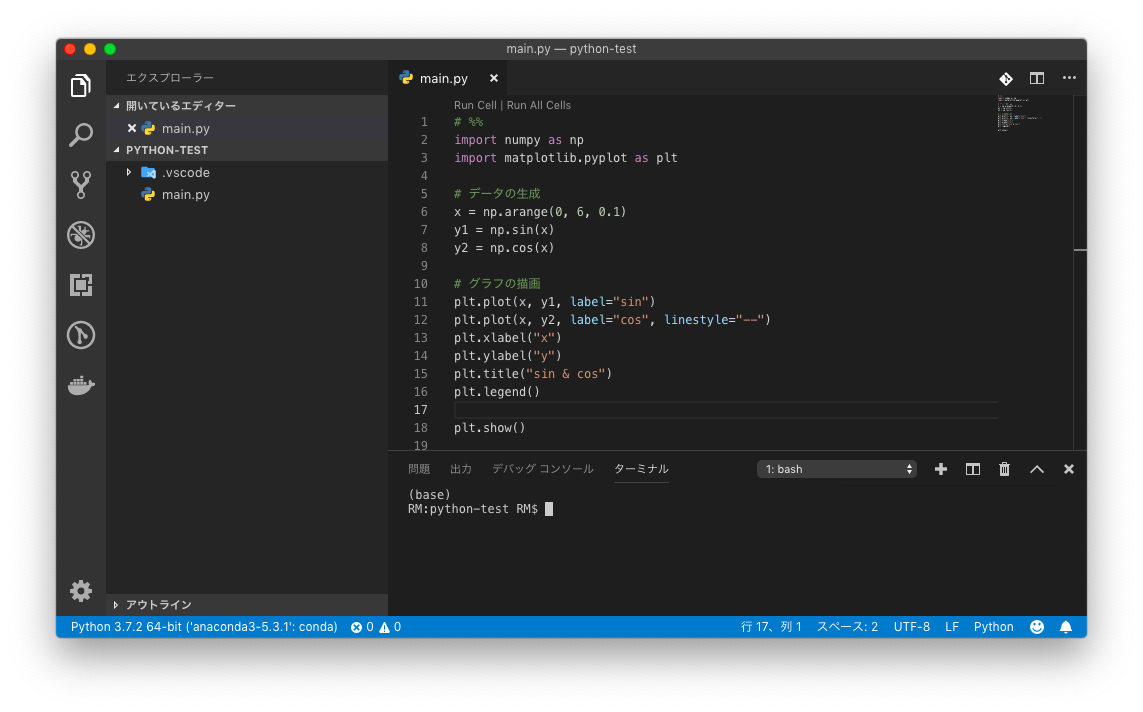 main.py — python-test
エクスプローラー
開いているエディター
main.py
PYTHON-TEST
.vscode
main.py
アウトライン
main.py
Run Cell | Run All Cells
1 # %%
2 import numpy as np
3 import matplotlib.pyplot as plt
4
5 # データの生成
6 x = np.arange(0, 6, 0.1)
7 y1 = np.sin(x)
8 y2 = np.cos(x)
9
10 # グラフの描画
11 plt.plot(x, y1, label="sin")
12 plt.plot(x, y2, label="cos", linestyle="--")
13 plt.xlabel("x")
14 plt.ylabel("y")
15 plt.title("sin & cos")
16 plt.legend()
17
18 plt.show()
19
問題 出力 デバッグ コンソール ターミナル 1: bash
(base)
RM:python-test RM$
Python 3.7.2 64-bit ('anaconda3-5.3.1': conda) 0 0 行 17、列 1 スペース: 2 UTF-8 LF Python